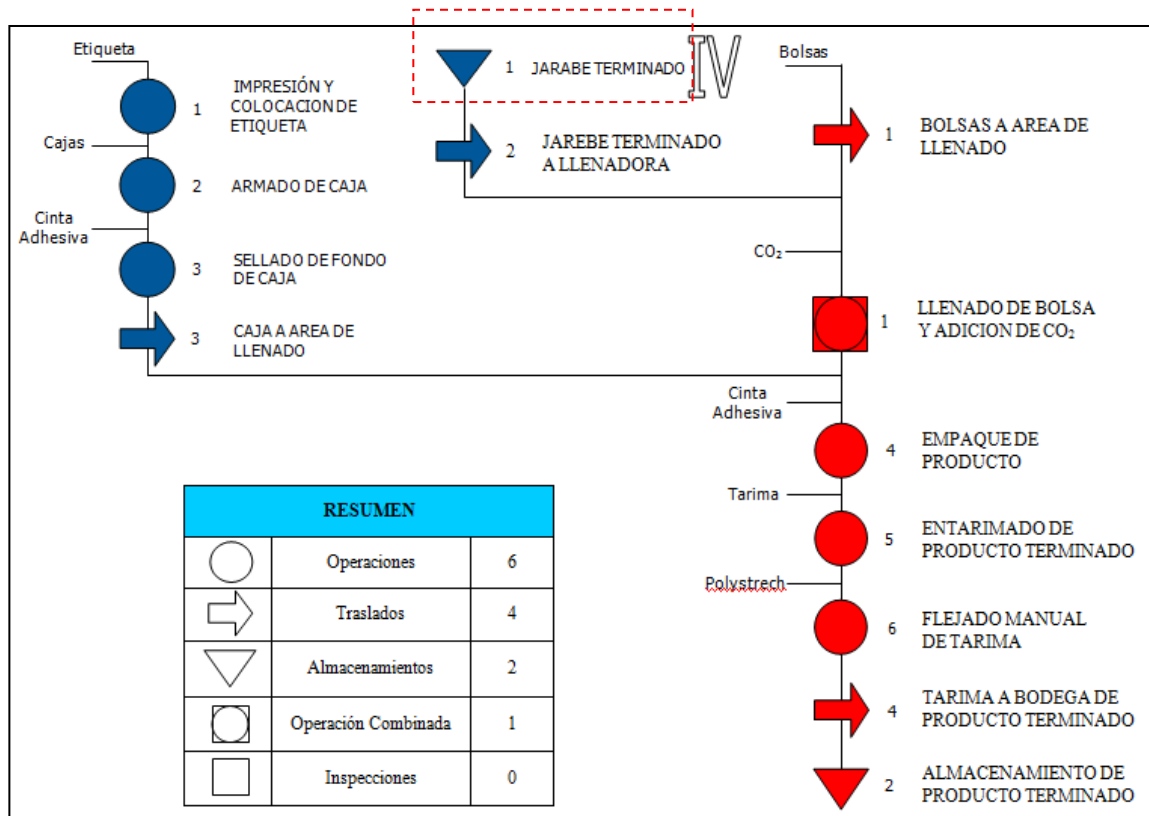 Etiqueta
1
IMPRESIÓN Y
COLOCACION DE
ETIQUETA
Cajas
2
ARMADO DE CAJA
Cinta
Adhesiva
3
SELLADO DE FONDO
DE CAJA
3
CAJA A AREA DE
LLENADO
1
JARABE TERMINADO
IV
2
JAREBE TERMINADO
A LLENADORA
Bolsas
1
BOLSAS A AREA DE
LLENADO
CO₂
1
LLENADO DE BOLSA
Y ADICION DE CO₂
Cinta
Adhesiva
4
EMPAQUE DE
PRODUCTO
Tarima
5
ENTARIMADO DE
PRODUCTO TERMINADO
Polystrech
6
FLEJADO MANUAL
DE TARIMA
4
TARIMA A BODEGA DE
PRODUCTO TERMINADO
2
ALMACENAMIENTO DE
PRODUCTO TERMINADO
RESUMEN
Operaciones 6
Traslados 4
Almacenamientos 2
Operación Combinada 1
Inspecciones 0